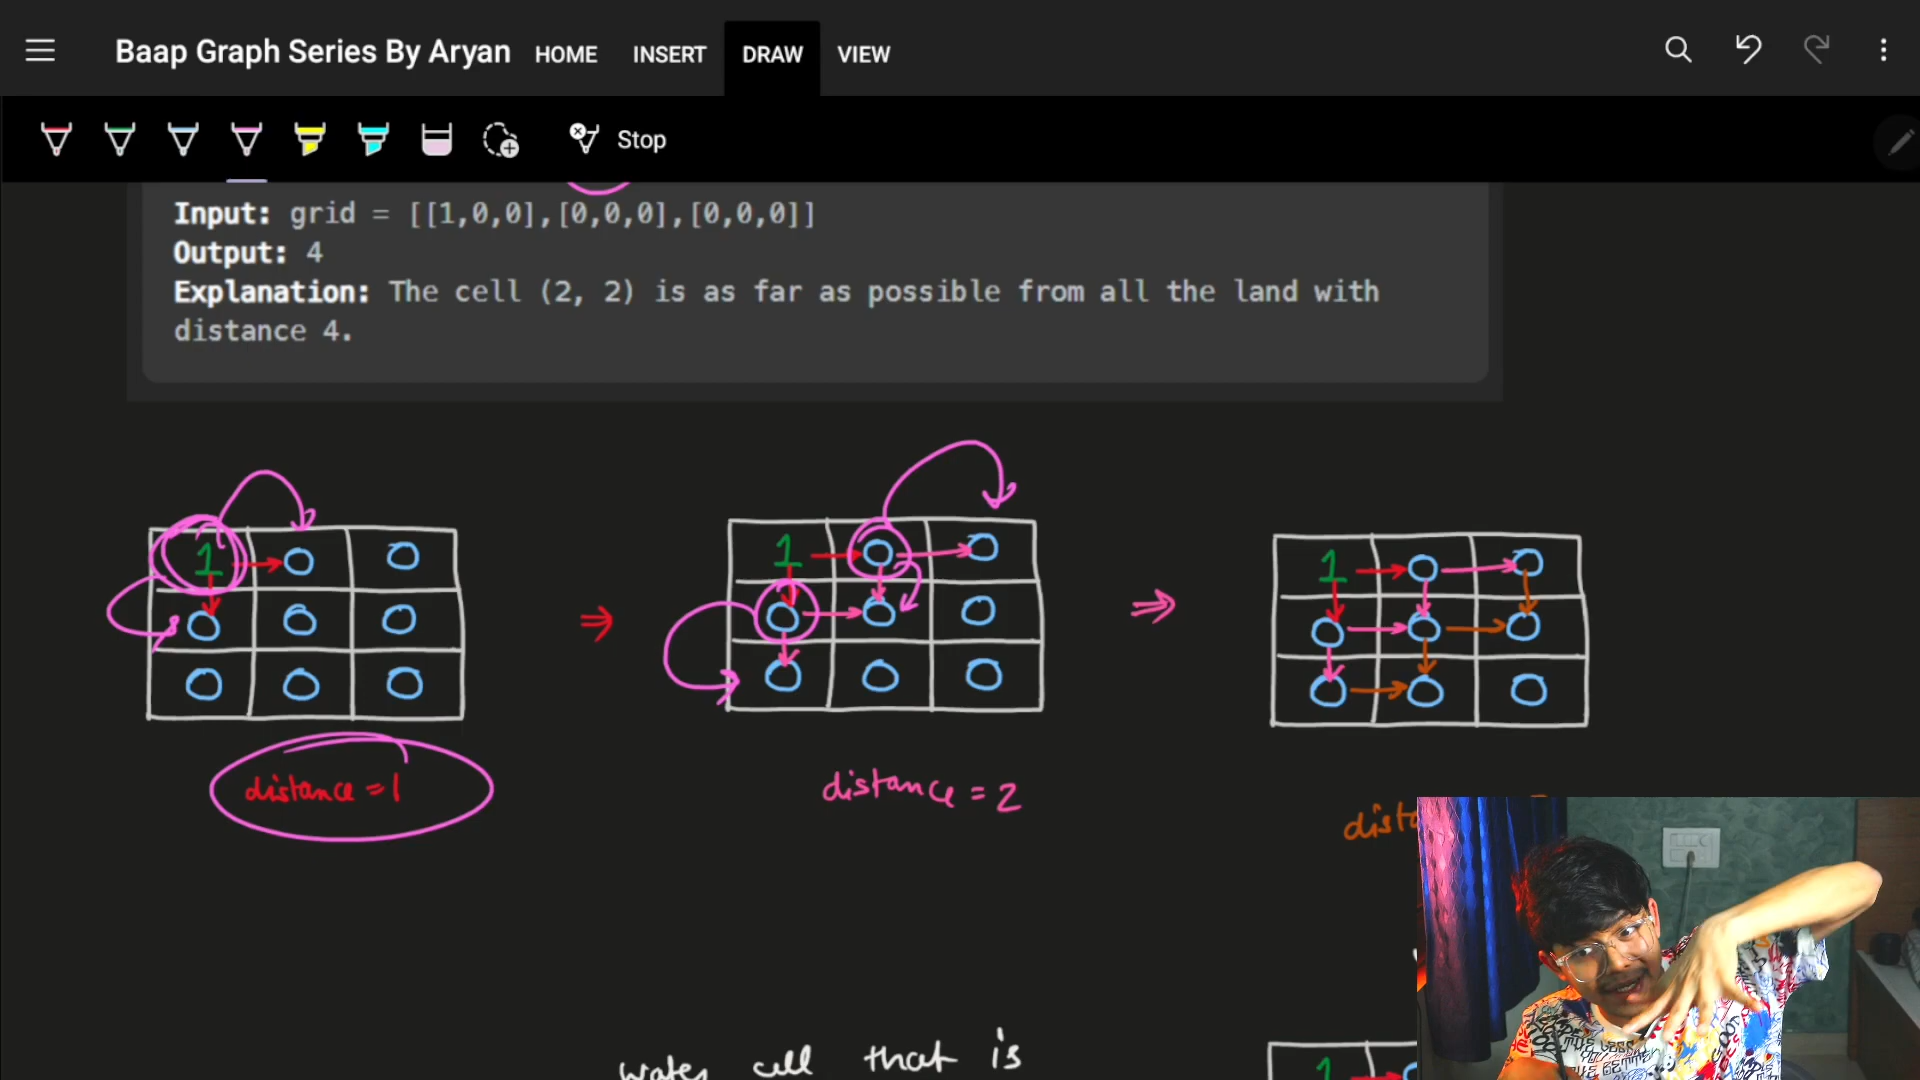 Baap Graph Series By Aryan HOME INSERT DRAW VIEW
Stop
Input: grid = [[1,0,0],[0,0,0],[0,0,0]]
Output: 4
Explanation: The cell (2, 2) is as far as possible from all the land with
distance 4.
1 0 0
0 0 0
0 0 0
distance = 1
⇒
1 0 0
0 0 0
0 0 0
distance = 2
⇒
1 0 0
0 0 0
0 0 0
water cell that is
1